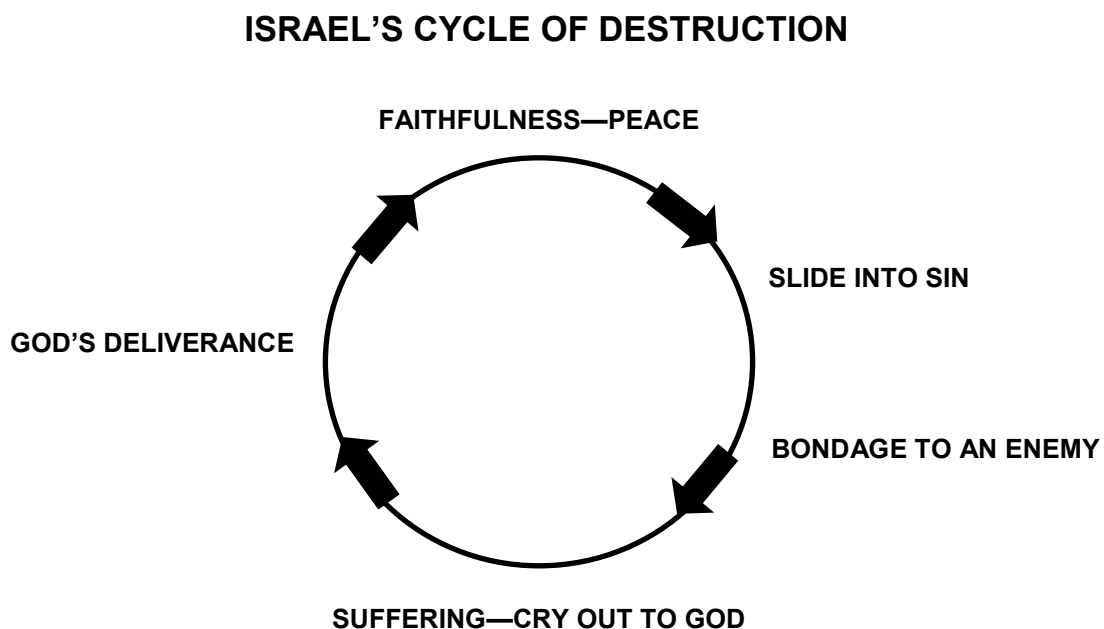 ISRAEL’S CYCLE OF DESTRUCTION
FAITHFULNESS—PEACE
SLIDE INTO SIN
GOD’S DELIVERANCE
BONDAGE TO AN ENEMY
SUFFERING—CRY OUT TO GOD